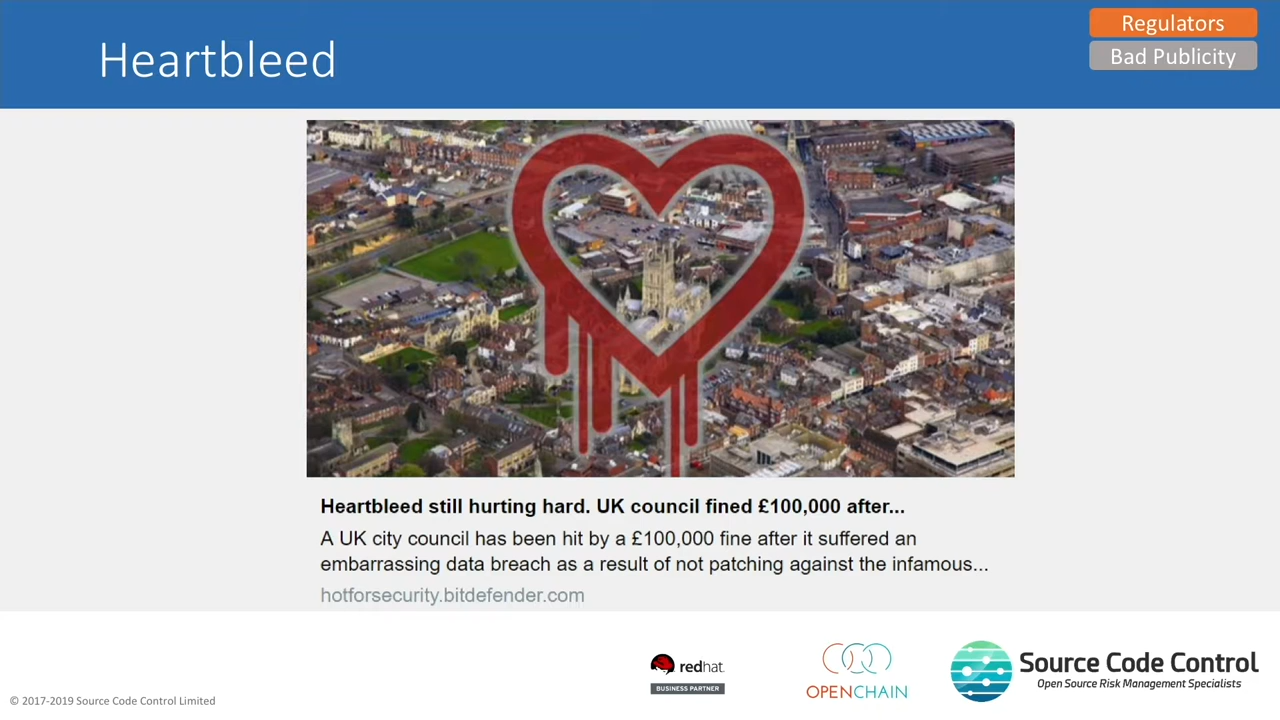 Heartbleed
Regulators
Bad Publicity
Heartbleed still hurting hard. UK council fined £100,000 after...
A UK city council has been hit by a £100,000 fine after it suffered an
embarrassing data breach as a result of not patching against the infamous...
hotforsecurity.bitdefender.com
redhat.
BUSINESS PARTNER
OPENCHAIN
Source Code Control
Open Source Risk Management Specialists
© 2017-2019 Source Code Control Limited